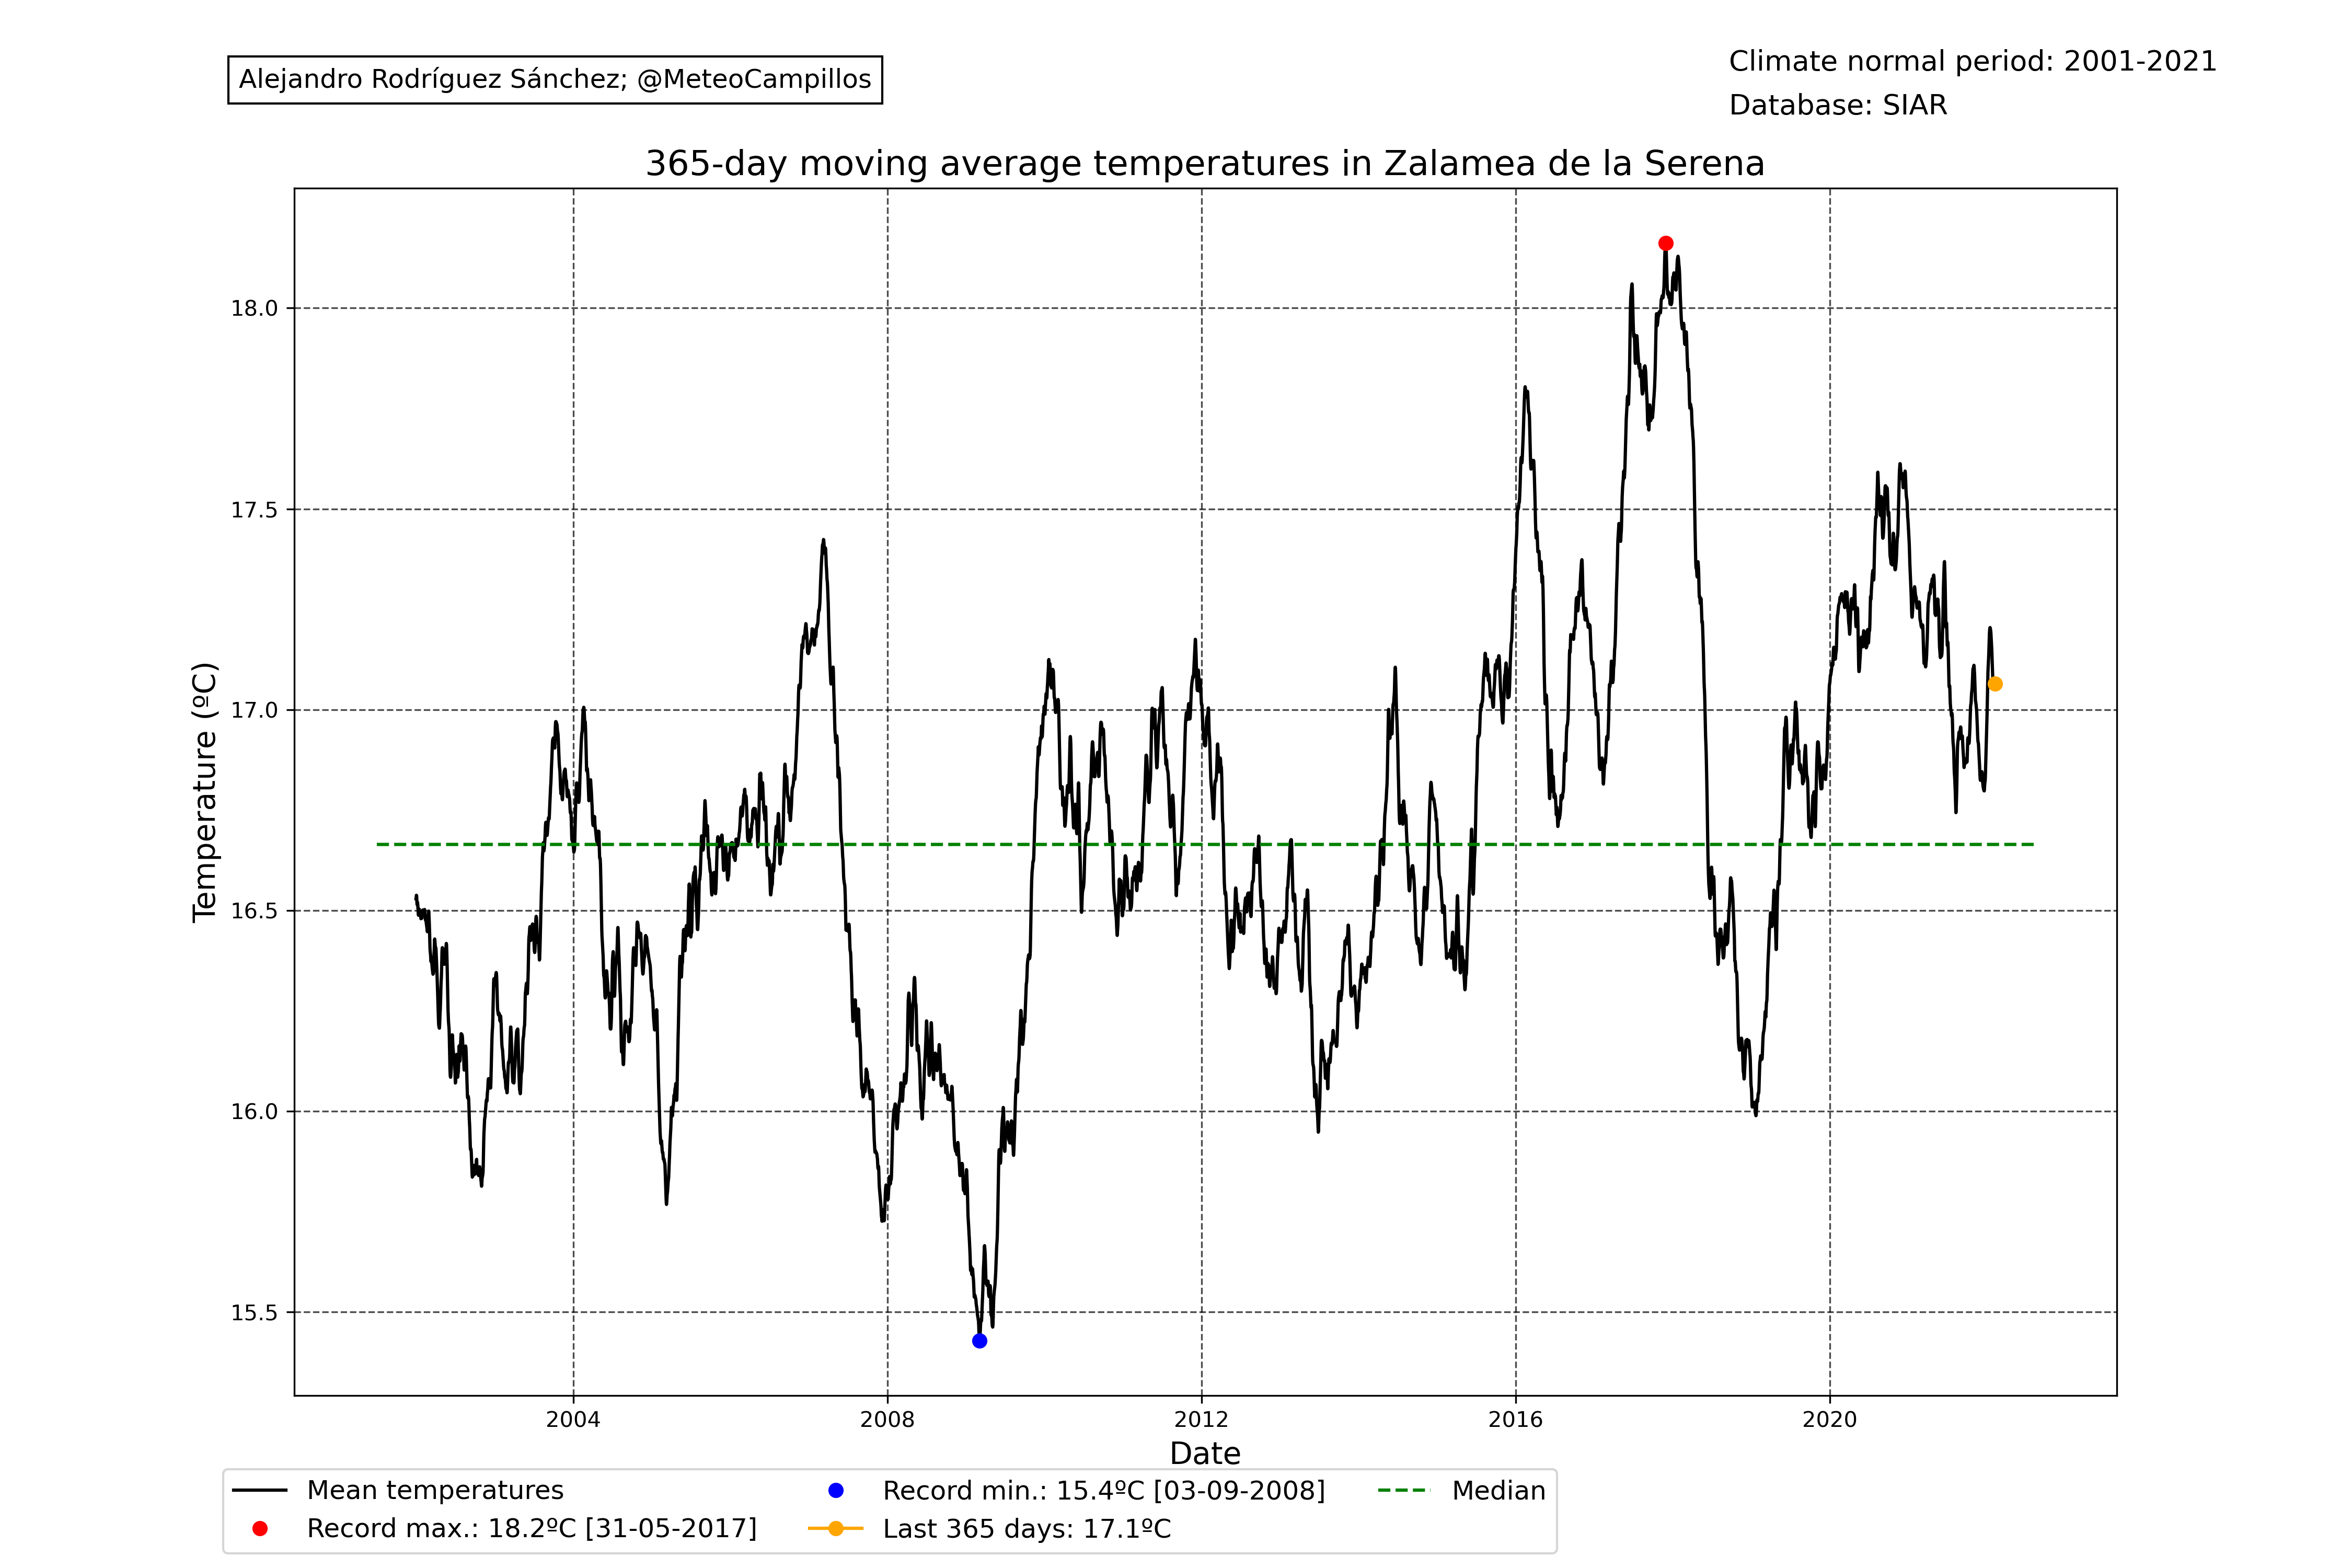 Alejandro Rodríguez Sánchez; @MeteoCampillos
Climate normal period: 2001-2021
Database: SIAR
365-day moving average temperatures in Zalamea de la Serena
Temperature (ºC)
18.0
17.5
17.0
16.5
16.0
15.5
2004
2008
2012
2016
2020
Date
Mean temperatures
Record max.: 18.2ºC [31-05-2017]
Record min.: 15.4ºC [03-09-2008]
Last 365 days: 17.1ºC
Median